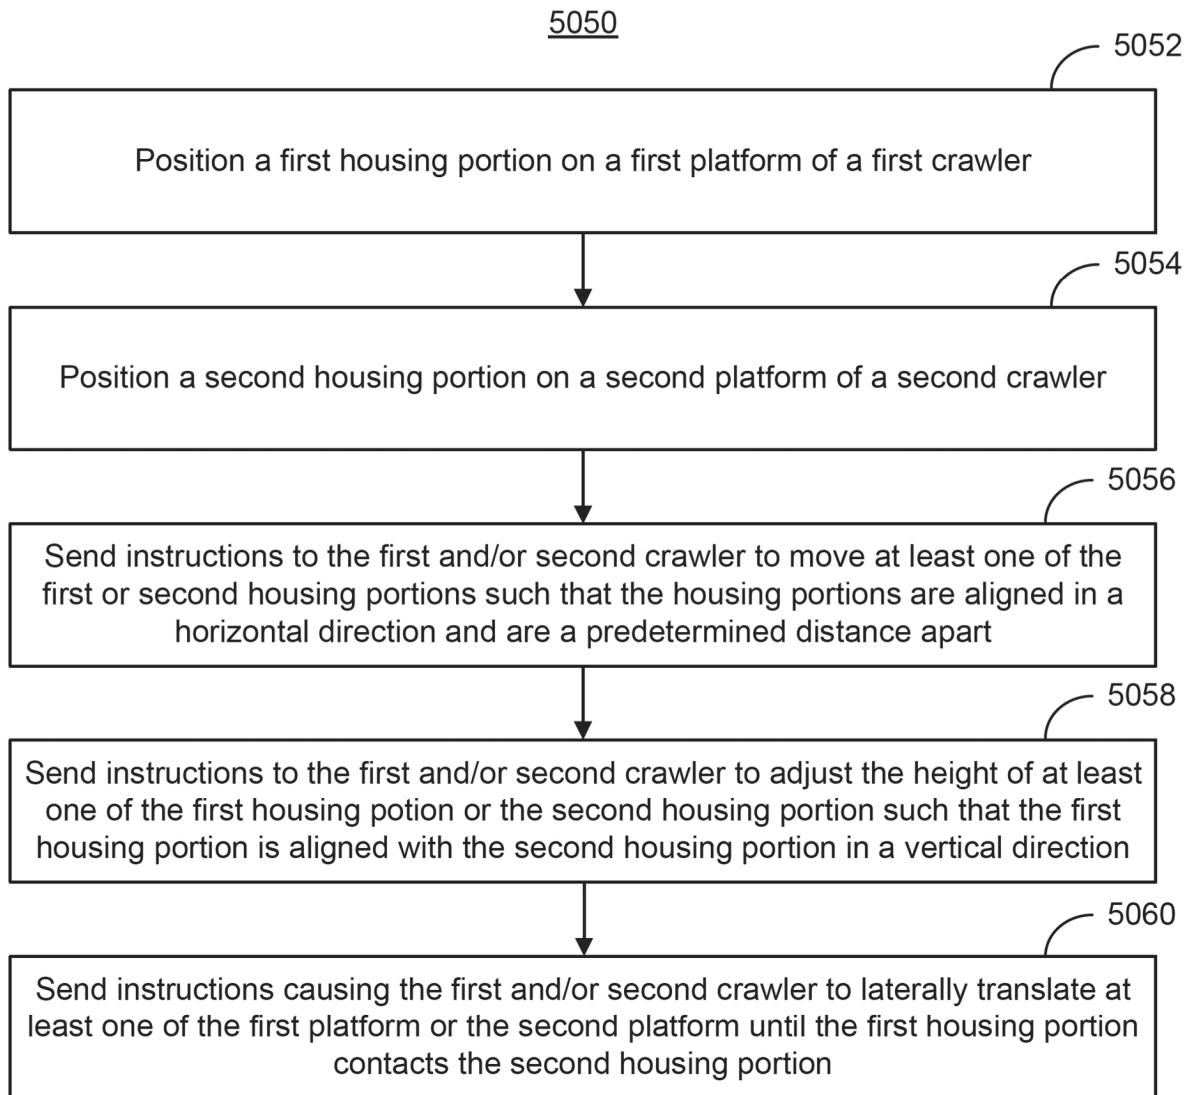 5050
5052
Position a first housing portion on a first platform of a first crawler
5054
Position a second housing portion on a second platform of a second crawler
5056
Send instructions to the first and/or second crawler to move at least one of the
first or second housing portions such that the housing portions are aligned in a
horizontal direction and are a predetermined distance apart
5058
Send instructions to the first and/or second crawler to adjust the height of at least
one of the first housing potion or the second housing portion such that the first
housing portion is aligned with the second housing portion in a vertical direction
5060
Send instructions causing the first and/or second crawler to laterally translate at
least one of the first platform or the second platform until the first housing portion
contacts the second housing portion